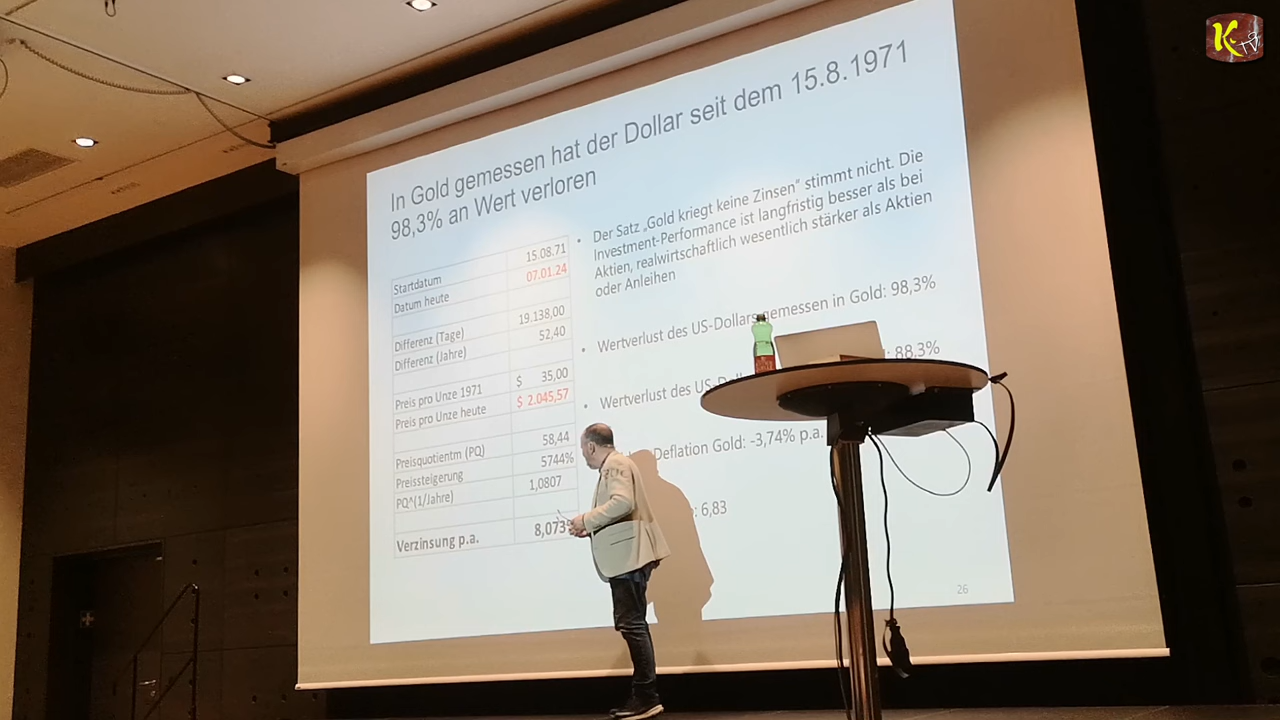 In Gold gemessen hat der Dollar seit dem 15.8.1971
98,3% an Wert verloren
Startdatum 15.08.71
Datum heute 07.01.24
Differenz (Tage) 19.138,00
Differenz (Jahre) 52,40
Preis pro Unze 1971 $ 35,00
Preis pro Unze heute $ 2.045,57
Preisquotientm (PQ) 58,44
Preissteigerung 5744%
PQ^(1/Jahre) 1,0807
Verzinsung p.a. 8,073
• Der Satz „Gold kriegt keine Zinsen“ stimmt nicht. Die
Investment-Performance ist langfristig besser als bei
Aktien, realwirtschaftlich wesentlich stärker als Aktien
oder Anleihen
• Wertverlust des US-Dollars gemessen in Gold: 98,3%
• Wertverlust des US-Dolla : 88,3%
Deflation Gold: -3,74% p.a.
: 6,83
26
K TV